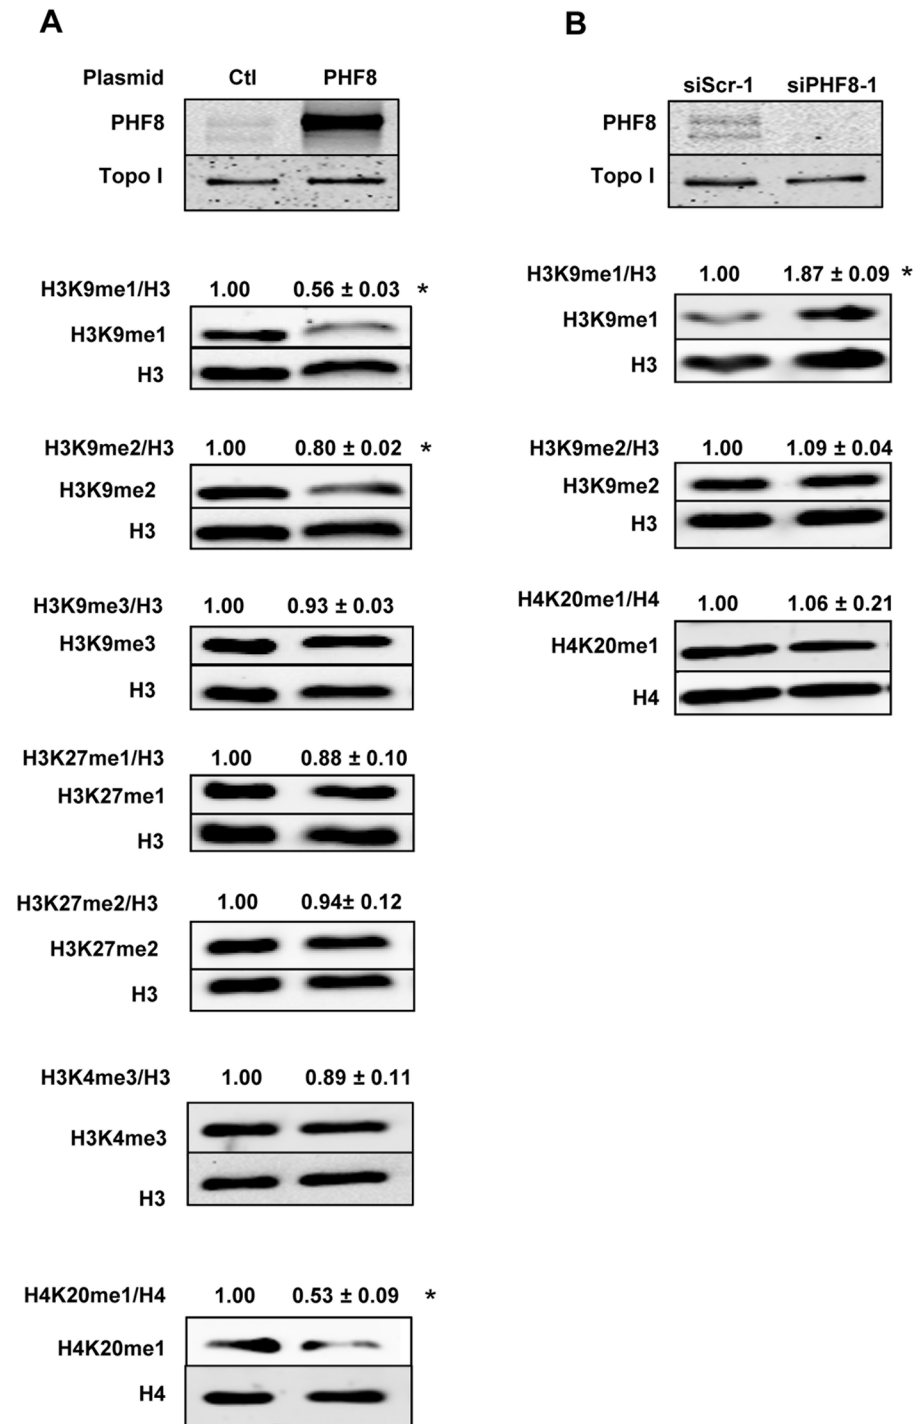 A
Plasmid Ctl PHF8
PHF8
Topo I
H3K9me1/H3 1.00 0.56 ± 0.03 *
H3K9me1
H3
H3K9me2/H3 1.00 0.80 ± 0.02 *
H3K9me2
H3
H3K9me3/H3 1.00 0.93 ± 0.03
H3K9me3
H3
H3K27me1/H3 1.00 0.88 ± 0.10
H3K27me1
H3
H3K27me2/H3 1.00 0.94± 0.12
H3K27me2
H3
H3K4me3/H3 1.00 0.89 ± 0.11
H3K4me3
H3
H4K20me1/H4 1.00 0.53 ± 0.09 *
H4K20me1
H4
B
siScr-1 siPHF8-1
PHF8
Topo I
H3K9me1/H3 1.00 1.87 ± 0.09 *
H3K9me1
H3
H3K9me2/H3 1.00 1.09 ± 0.04
H3K9me2
H3
H4K20me1/H4 1.00 1.06 ± 0.21
H4K20me1
H4